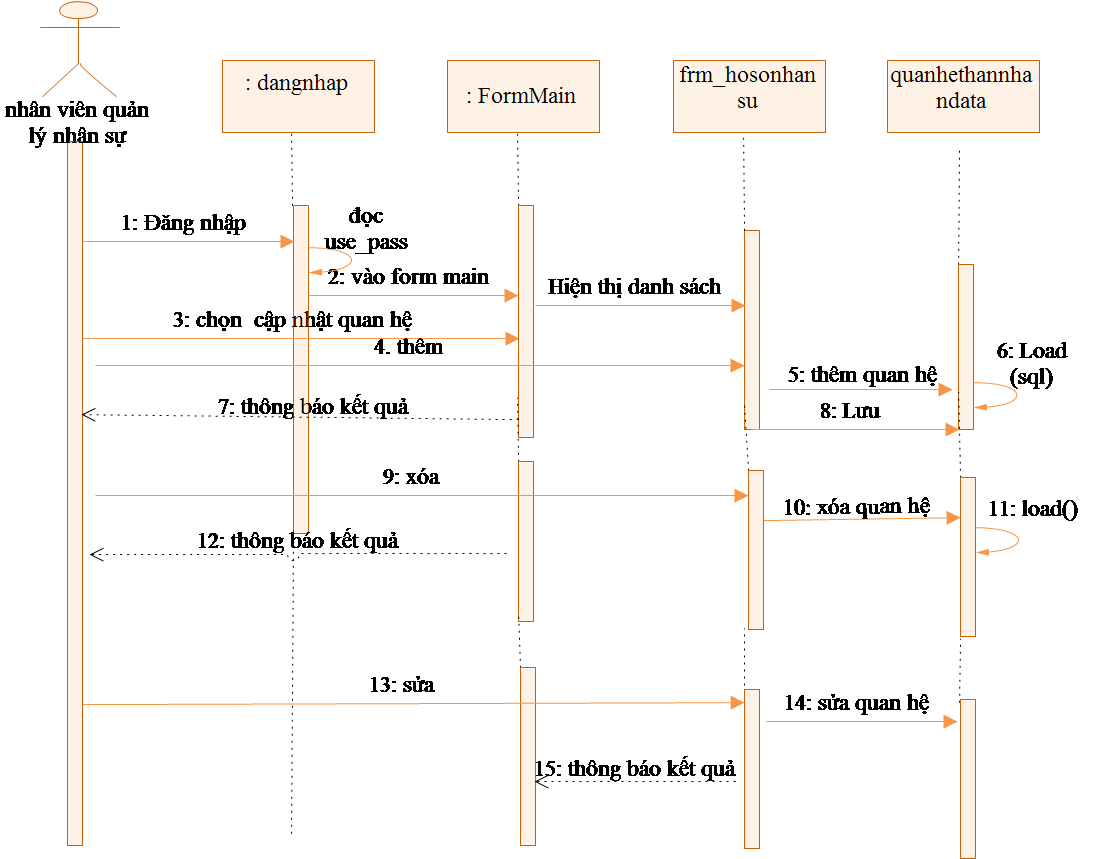 nhân viên quản
lý nhân sự
: dangnhap
: FormMain
frm_hosonhan
su
quanhethannha
ndata
1: Đăng nhập
đọc
use_pass
2: vào form main
Hiện thị danh sách
3: chọn cập nhật quan hệ
4. thêm
5: thêm quan hệ
6: Load
(sql)
7: thông báo kết quả
8: Lưu
9: xóa
10: xóa quan hệ
11: load()
12: thông báo kết quả
13: sửa
14: sửa quan hệ
15: thông báo kết quả